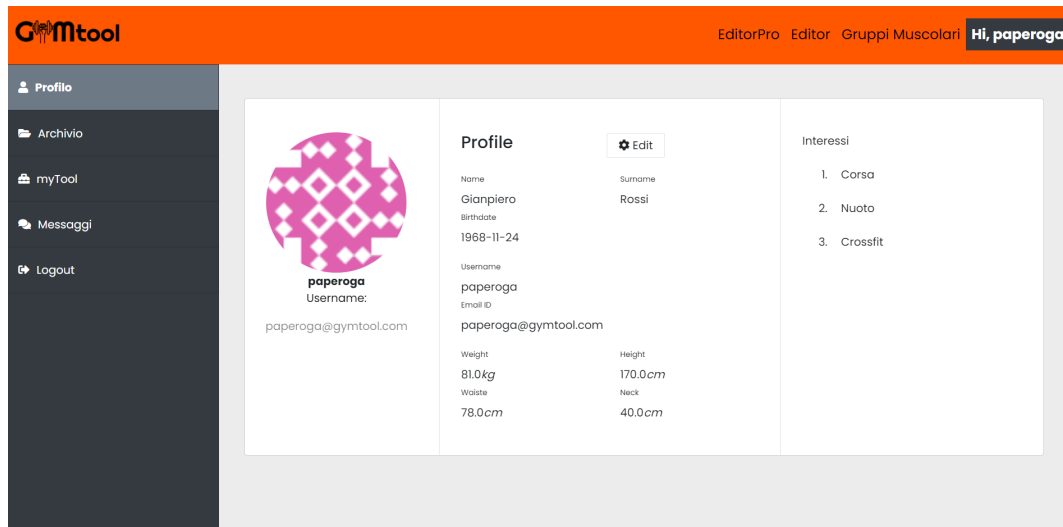 GYMtool
EditorPro Editor Gruppi Muscolari Hi, paperoga
Profilo
Archivio
myTool
Messaggi
Logout
paperoga
Username:
paperoga@gymtool.com
Profile
Edit
Name Surname
Gianpiero Rossi
Birthdate
1968-11-24
Username
paperoga
Email ID
paperoga@gymtool.com
Weight Height
81.0kg 170.0cm
Waiste Neck
78.0cm 40.0cm
Interessi
1. Corsa
2. Nuoto
3. Crossfit